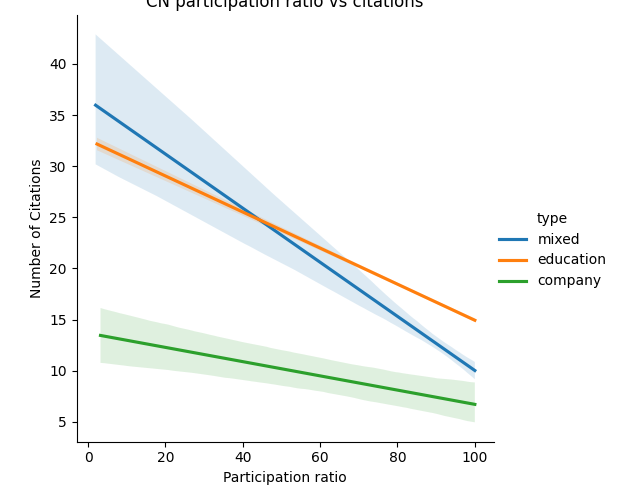 CN participation ratio vs citations
40
35
30
25
20
15
10
5
Number of Citations
0 20 40 60 80 100
Participation ratio
type
mixed
education
company